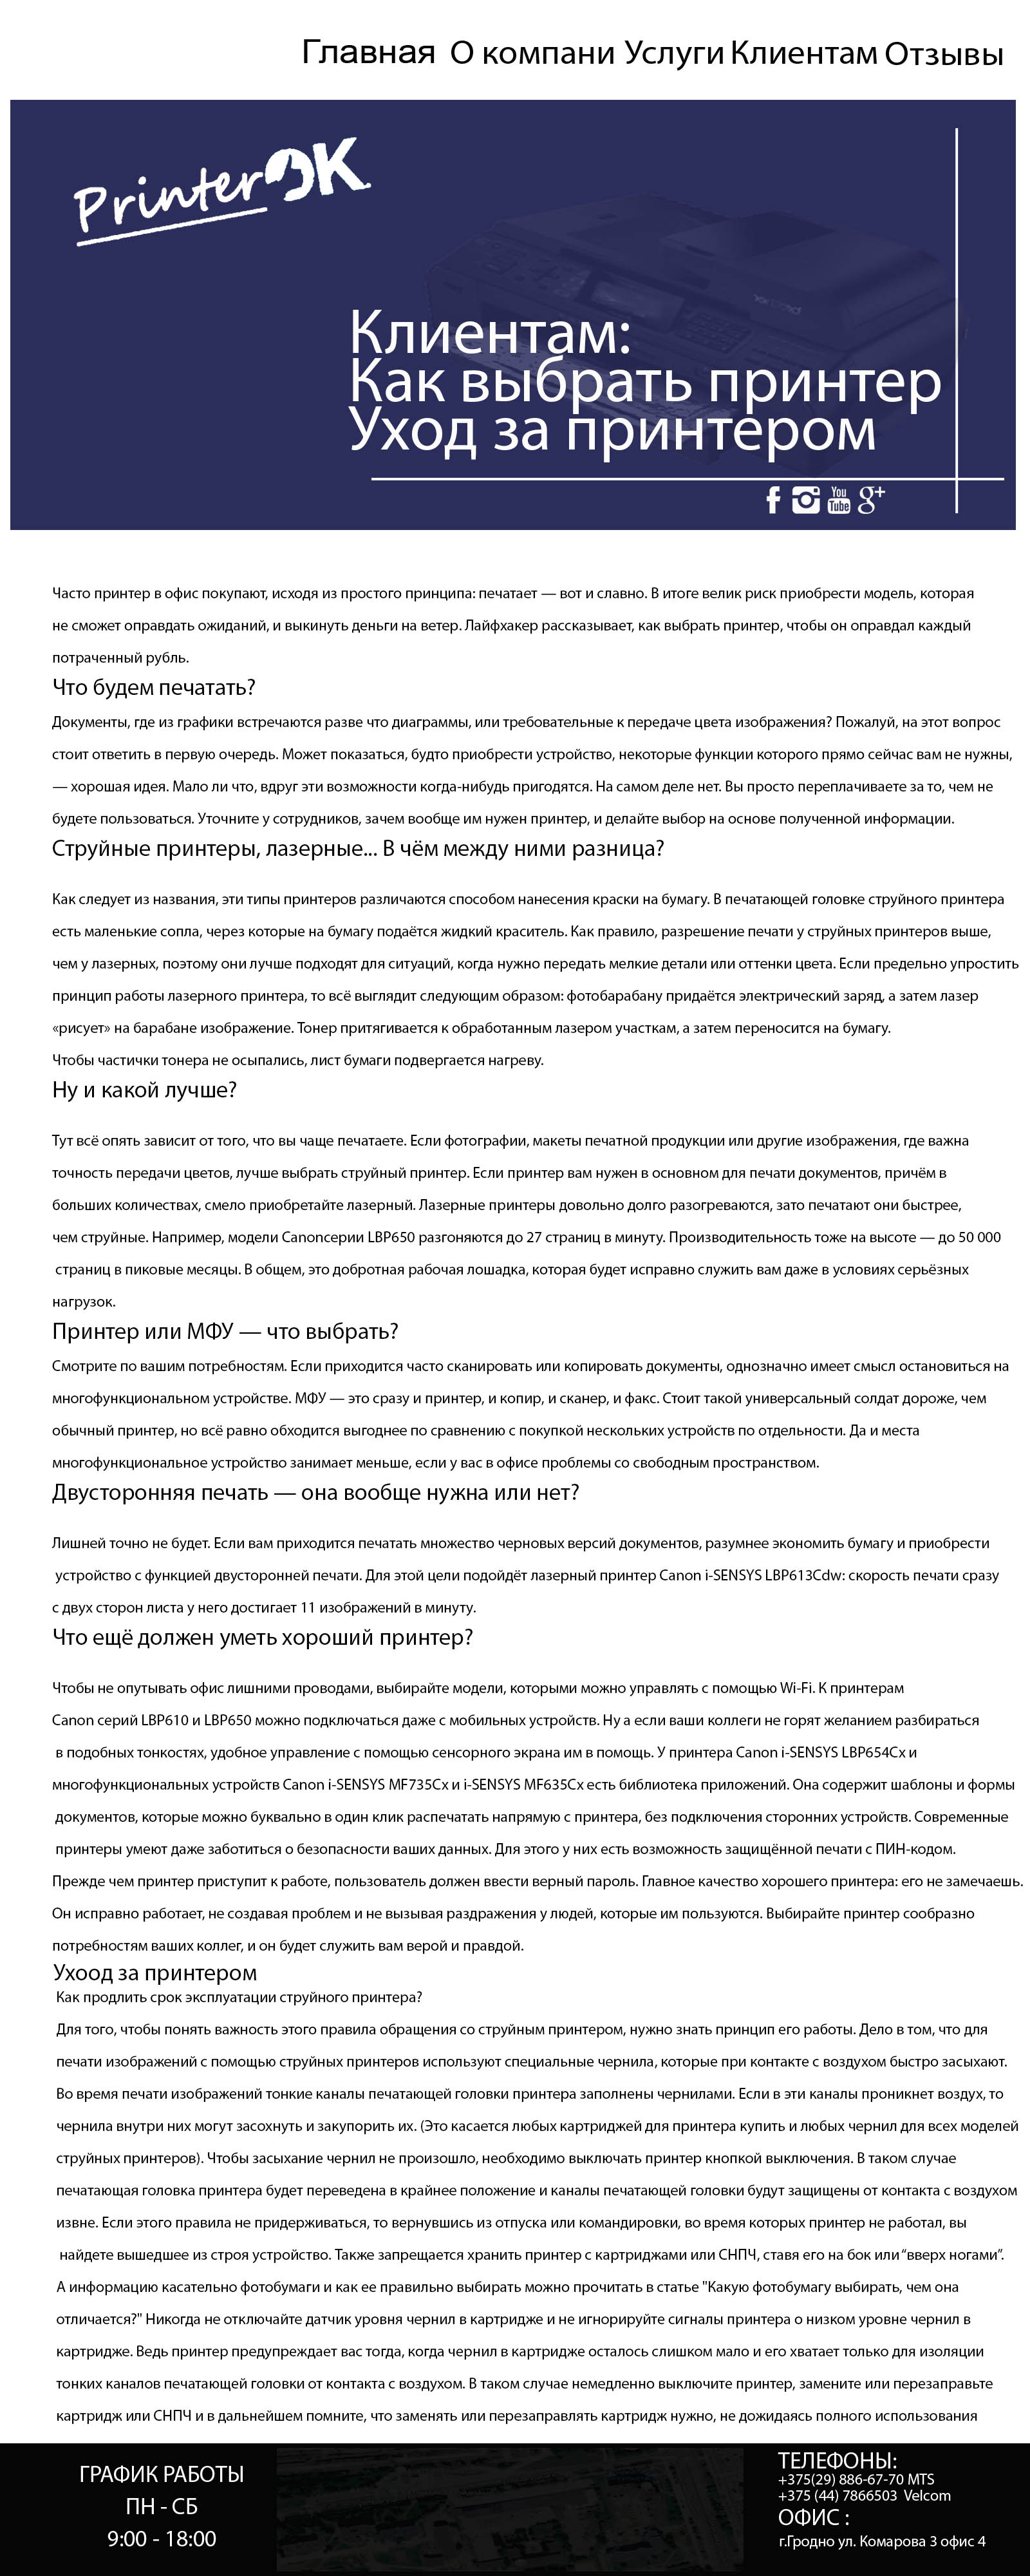 Главная О компани Услуги Клиентам Отзывы
PrinterOK
Клиентам:
Как выбрать принтер
Уход за принтером
f You Tube g+
Часто принтер в офис покупают, исходя из простого принципа: печатает — вот и славно. В итоге велик риск приобрести модель, которая
не сможет оправдать ожиданий, и выкинуть деньги на ветер. Лайфхакер рассказывает, как выбрать принтер, чтобы он оправдал каждый
потраченный рубль.
Что будем печатать?
Документы, где из графики встречаются разве что диаграммы, или требовательные к передаче цвета изображения? Пожалуй, на этот вопрос
стоит ответить в первую очередь. Может показаться, будто приобрести устройство, некоторые функции которого прямо сейчас вам не нужны,
— хорошая идея. Мало ли что, вдруг эти возможности когда-нибудь пригодятся. На самом деле нет. Вы просто переплачиваете за то, чем не
будете пользоваться. Уточните у сотрудников, зачем вообще им нужен принтер, и делайте выбор на основе полученной информации.
Струйные принтеры, лазерные... В чём между ними разница?
Как следует из названия, эти типы принтеров различаются способом нанесения краски на бумагу. В печатающей головке струйного принтера
есть маленькие сопла, через которые на бумагу подаётся жидкий краситель. Как правило, разрешение печати у струйных принтеров выше,
чем у лазерных, поэтому они лучше подходят для ситуаций, когда нужно передать мелкие детали или оттенки цвета. Если предельно упростить
принцип работы лазерного принтера, то всё выглядит следующим образом: фотобарабану придаётся электрический заряд, а затем лазер
«рисует» на барабане изображение. Тонер притягивается к обработанным лазером участкам, а затем переносится на бумагу.
Чтобы частички тонера не осыпались, лист бумаги подвергается нагреву.
Ну и какой лучше?
Тут всё опять зависит от того, что вы чаще печатаете. Если фотографии, макеты печатной продукции или другие изображения, где важна
точность передачи цветов, лучше выбрать струйный принтер. Если принтер вам нужен в основном для печати документов, причём в
больших количествах, смело приобретайте лазерный. Лазерные принтеры довольно долго разогреваются, зато печатают они быстрее,
чем струйные. Например, модели Canonсерии LBP650 разгоняются до 27 страниц в минуту. Производительность тоже на высоте — до 50 000
страниц в пиковые месяцы. В общем, это добротная рабочая лошадка, которая будет исправно служить вам даже в условиях серьёзных
нагрузок.
Принтер или МФУ — что выбрать?
Смотрите по вашим потребностям. Если приходится часто сканировать или копировать документы, однозначно имеет смысл остановиться на
многофункциональном устройстве. МФУ — это сразу и принтер, и копир, и сканер, и факс. Стоит такой универсальный солдат дороже, чем
обычный принтер, но всё равно обходится выгоднее по сравнению с покупкой нескольких устройств по отдельности. Да и места
многофункциональное устройство занимает меньше, если у вас в офисе проблемы со свободным пространством.
Двусторонняя печать — она вообще нужна или нет?
Лишней точно не будет. Если вам приходится печатать множество черновых версий документов, разумнее экономить бумагу и приобрести
устройство с функцией двусторонней печати. Для этой цели подойдёт лазерный принтер Canon i-SENSYS LBP613Cdw: скорость печати сразу
с двух сторон листа у него достигает 11 изображений в минуту.
Что ещё должен уметь хороший принтер?
Чтобы не опутывать офис лишними проводами, выбирайте модели, которыми можно управлять с помощью Wi-Fi. К принтерам
Canon серий LBP610 и LBP650 можно подключаться даже с мобильных устройств. Ну а если ваши коллеги не горят желанием разбираться
в подобных тонкостях, удобное управление с помощью сенсорного экрана им в помощь. У принтера Canon i-SENSYS LBP654Cx и
многофункциональных устройств Canon i-SENSYS MF735Cx и i-SENSYS MF635Cx есть библиотека приложений. Она содержит шаблоны и формы
документов, которые можно буквально в один клик распечатать напрямую с принтера, без подключения сторонних устройств. Современные
принтеры умеют даже заботиться о безопасности ваших данных. Для этого у них есть возможность защищённой печати с ПИН-кодом.
Прежде чем принтер приступит к работе, пользователь должен ввести верный пароль. Главное качество хорошего принтера: его не замечаешь.
Он исправно работает, не создавая проблем и не вызывая раздражения у людей, которые им пользуются. Выбирайте принтер сообразно
потребностям ваших коллег, и он будет служить вам верой и правдой.
Ухоод за принтером
Как продлить срок эксплуатации струйного принтера?
Для того, чтобы понять важность этого правила обращения со струйным принтером, нужно знать принцип его работы. Дело в том, что для
печати изображений с помощью струйных принтеров используют специальные чернила, которые при контакте с воздухом быстро засыхают.
Во время печати изображений тонкие каналы печатающей головки принтера заполнены чернилами. Если в эти каналы проникнет воздух, то
чернила внутри них могут засохнуть и закупорить их. (Это касается любых картриджей для принтера купить и любых чернил для всех моделей
струйных принтеров). Чтобы засыхание чернил не произошло, необходимо выключать принтер кнопкой выключения. В таком случае
печатающая головка принтера будет переведена в крайнее положение и каналы печатающей головки будут защищены от контакта с воздухом
извне. Если этого правила не придерживаться, то вернувшись из отпуска или командировки, во время которых принтер не работал, вы
найдете вышедшее из строя устройство. Также запрещается хранить принтер с картриджами или СНПЧ, ставя его на бок или “вверх ногами”.
А информацию касательно фотобумаги и как ее правильно выбирать можно прочитать в статье "Какую фотобумагу выбирать, чем она
отличается?" Никогда не отключайте датчик уровня чернил в картридже и не игнорируйте сигналы принтера о низком уровне чернил в
картридже. Ведь принтер предупреждает вас тогда, когда чернил в картридже осталось слишком мало и его хватает только для изоляции
тонких каналов печатающей головки от контакта с воздухом. В таком случае немедленно выключите принтер, замените или перезаправьте
картридж или СНПЧ и в дальнейшем помните, что заменять или перезаправлять картридж нужно, не дожидаясь полного использования
ГРАФИК РАБОТЫ
ПН - СБ
9:00 - 18:00
ТЕЛЕФОНЫ:
+375(29) 886-67-70 MTS
+375 (44) 7866503 Velcom
ОФИС :
г.Гродно ул. Комарова 3 офис 4